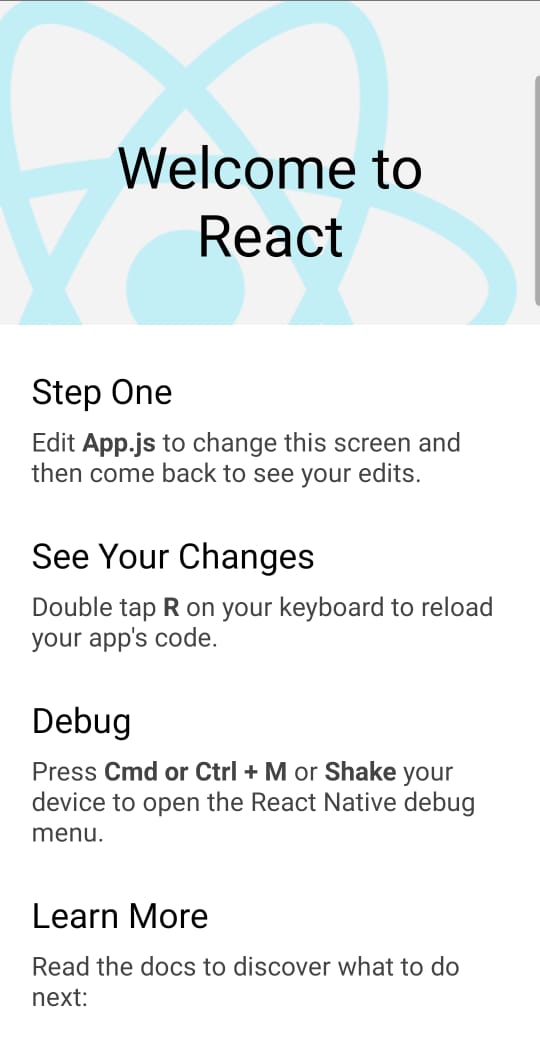 Welcome to
React
Step One
Edit App.js to change this screen and
then come back to see your edits.
See Your Changes
Double tap R on your keyboard to reload
your app's code.
Debug
Press Cmd or Ctrl + M or Shake your
device to open the React Native debug
menu.
Learn More
Read the docs to discover what to do
next: